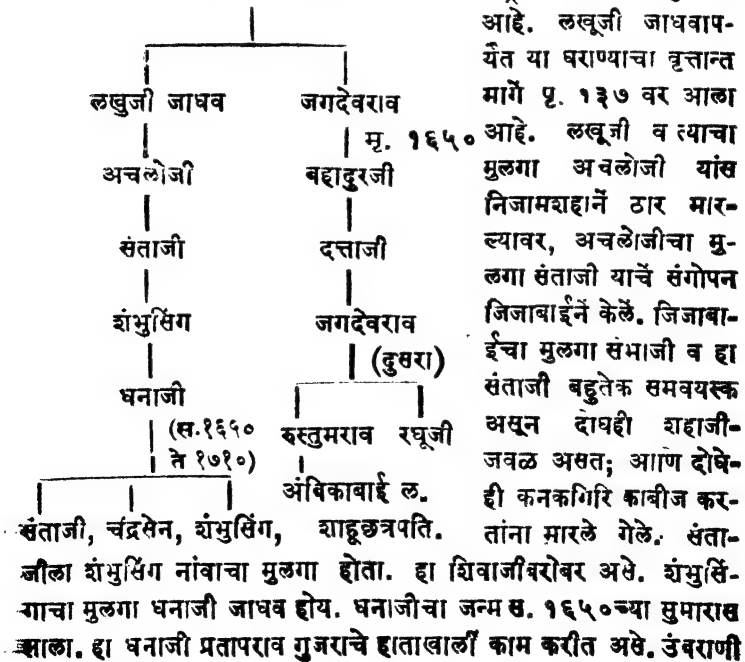 लखुजी जाधव
जगदेवराव
मृ. १६५०
अचलोजी
बहादुरजी
संताजी
दत्ताजी
शंभुसिंग
जगदेवराव
(दुसरा)
धनाजी
(स.१६५०
ते १७१०)
रुस्तुमराव रघूजी
अंबिकाबाई ल.
संताजी, चंद्रसेन, शंभुसिंग, शाहूछत्रपति.
आहे. लखूजी जाधवाप-
र्यंत या घराण्याचा वृत्तान्त
मागें पृ. १३७ वर आला
आहे. लखूजी व त्याचा
मुलगा अचलोजी यांस
निजामशहानें ठार मार-
ल्यावर, अचलोजीचा मु-
लगा संताजी याचें संगोपन
जिजाबाईनें केलें. जिजाबा-
ईचा मुलगा संभाजी व हा
संताजी बहुतेक समवयस्क
असून दोघही शहाजी-
जवळ असत; आणि दोघे-
ही कनकगिरि काबीज कर-
तांना मारले गेले. संता-
जीला शंभुसिंग नांवाचा मुलगा होता. हा शिवाजीबरोबर असे. शंभुसिं-
गाचा मुलगा धनाजी जाधव होय. धनाजीचा जन्म स. १६५०च्या सुमारास
झाला. हा धनाजी प्रतापराव गुजराचे हाताखालीं काम करीत असे. उंबराणी